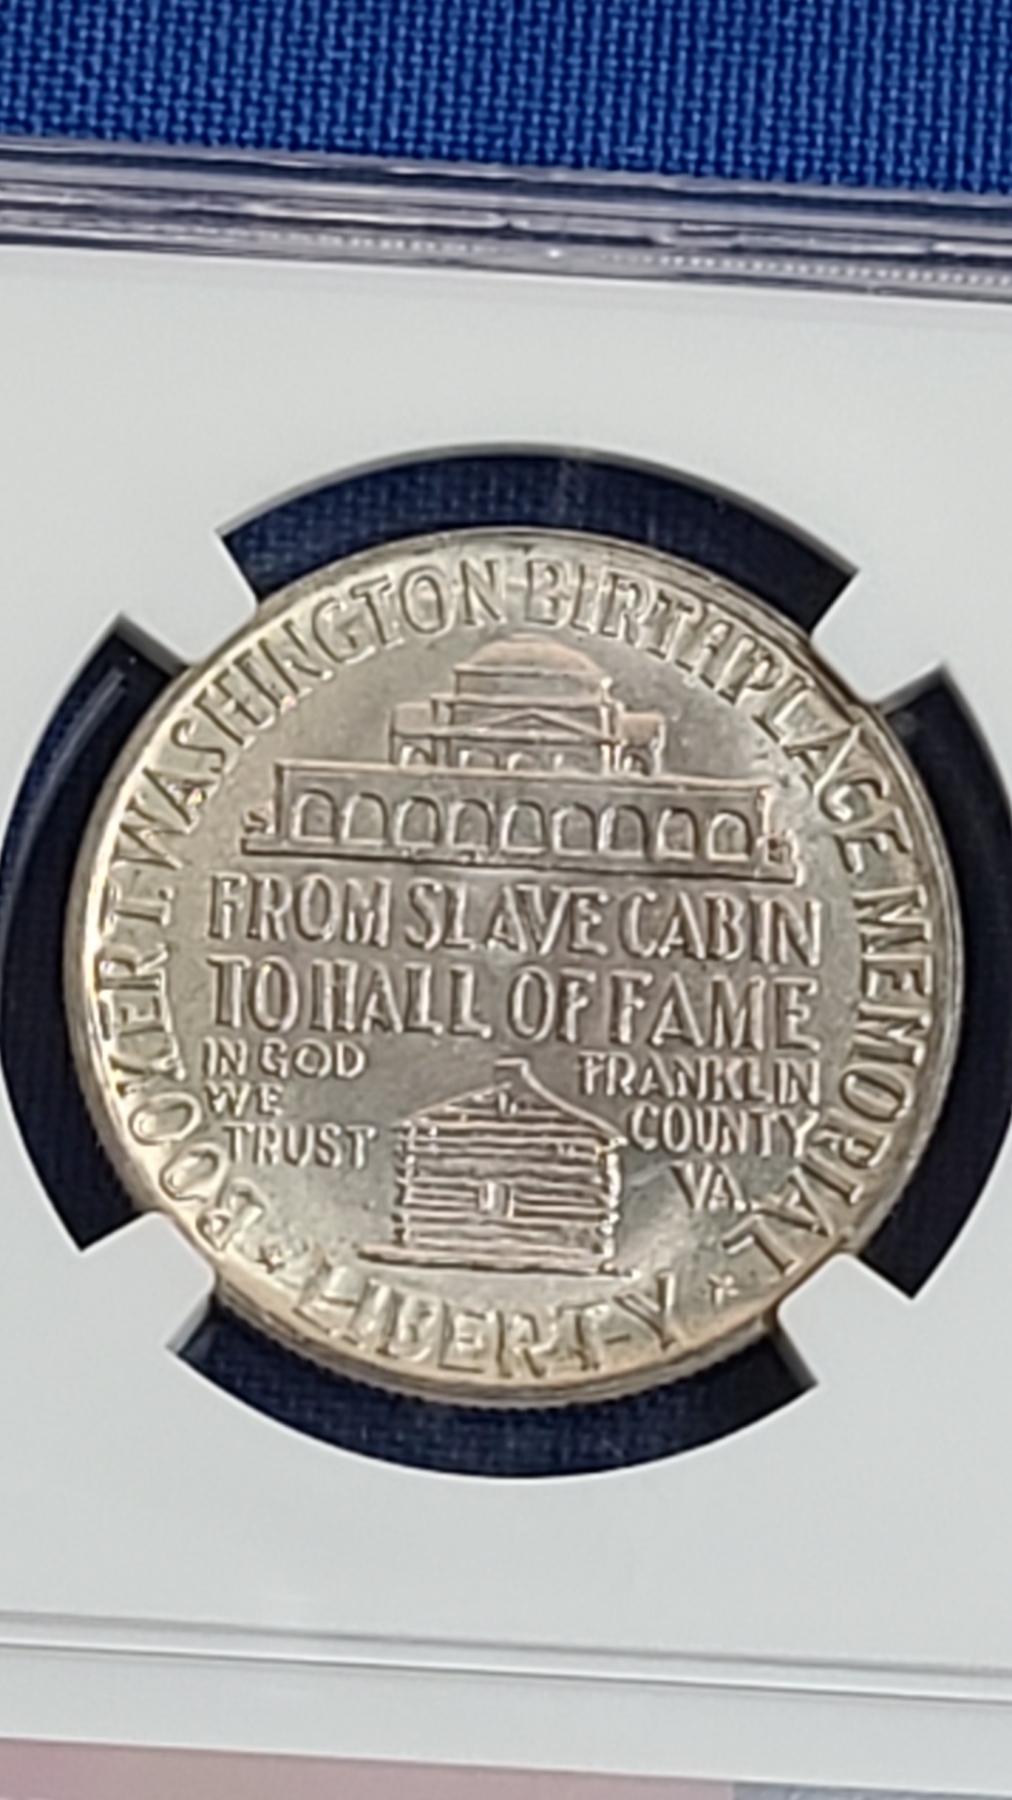 BOOKER T. WASHINGTON BIRTHPLACE MEMORIAL
FROM SLAVE CABIN
TO HALL OF FAME
IN GOD
WE
TRUST
FRANKLIN
COUNTY
VA.
LIBERTY